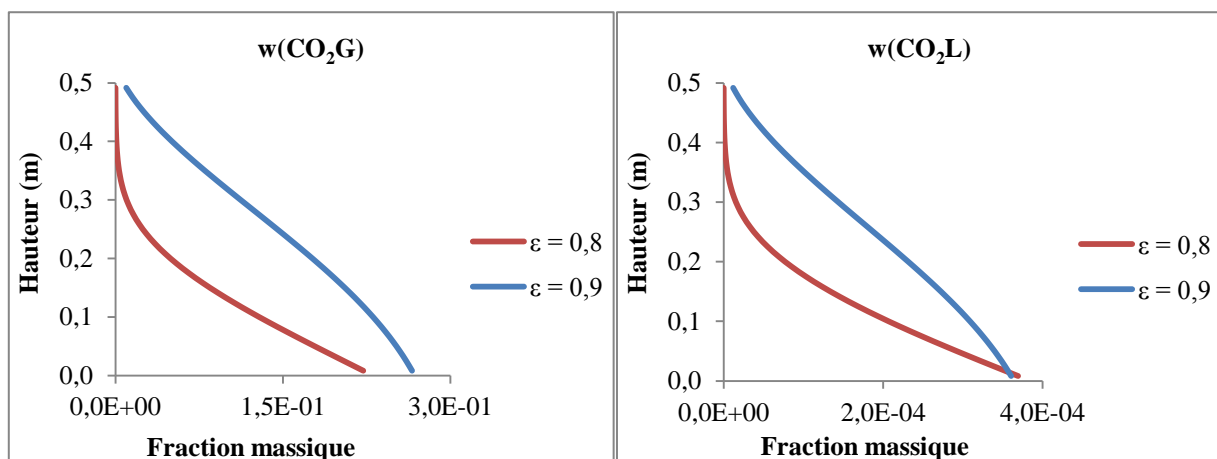 w(CO₂G)
0,5
0,4
0,3
0,2
0,1
0,0
Hauteur (m)
0,0E+00 1,5E-01 3,0E-01
Fraction massique
ε = 0,8
ε = 0,9
w(CO₂L)
0,5
0,4
0,3
0,2
0,1
0,0
Hauteur (m)
0,0E+00 2,0E-04 4,0E-04
Fraction massique
ε = 0,8
ε = 0,9